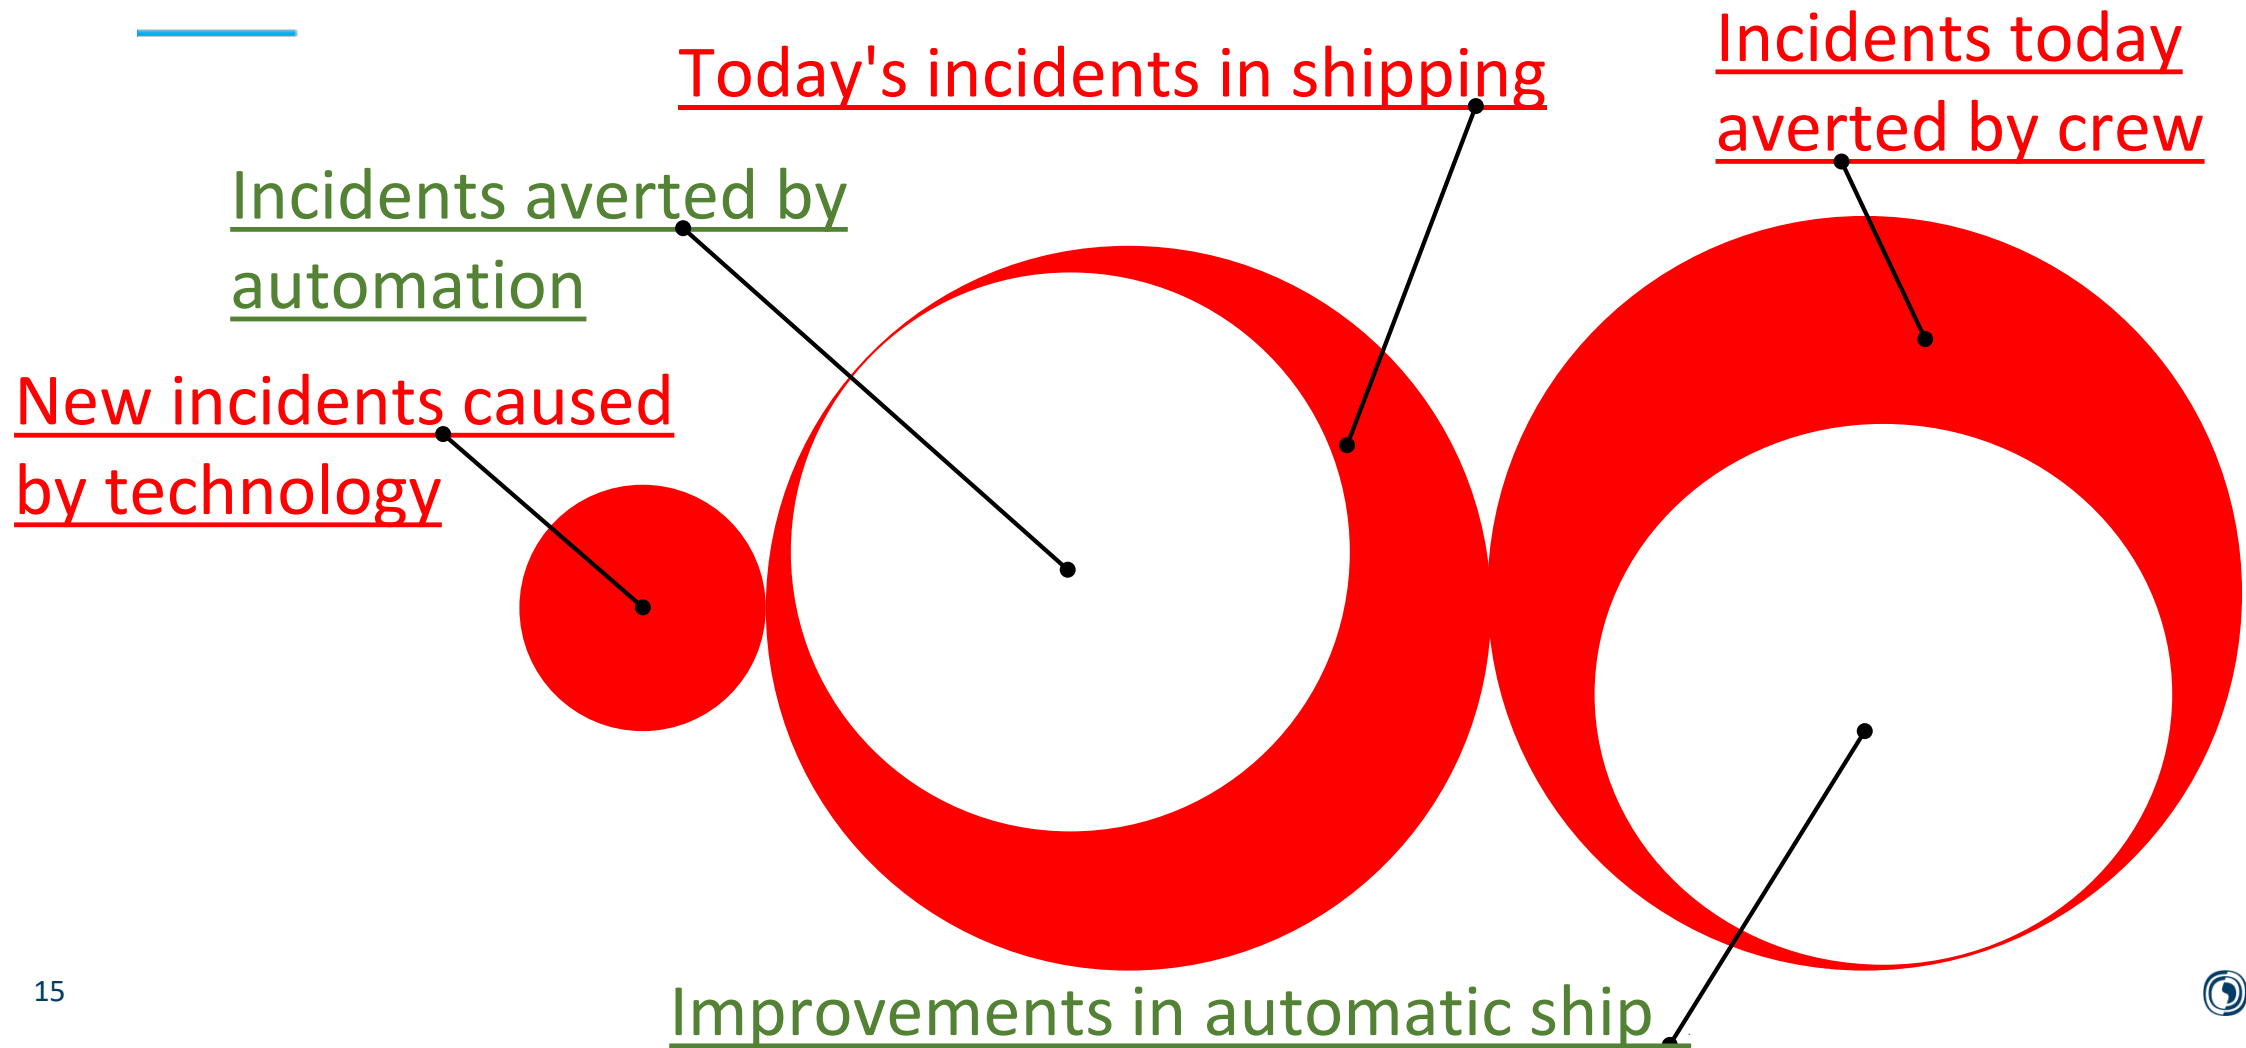 Incidents today
averted by crew
Today's incidents in shipping
Incidents averted by
automation
New incidents caused
by technology
Improvements in automatic ship
15